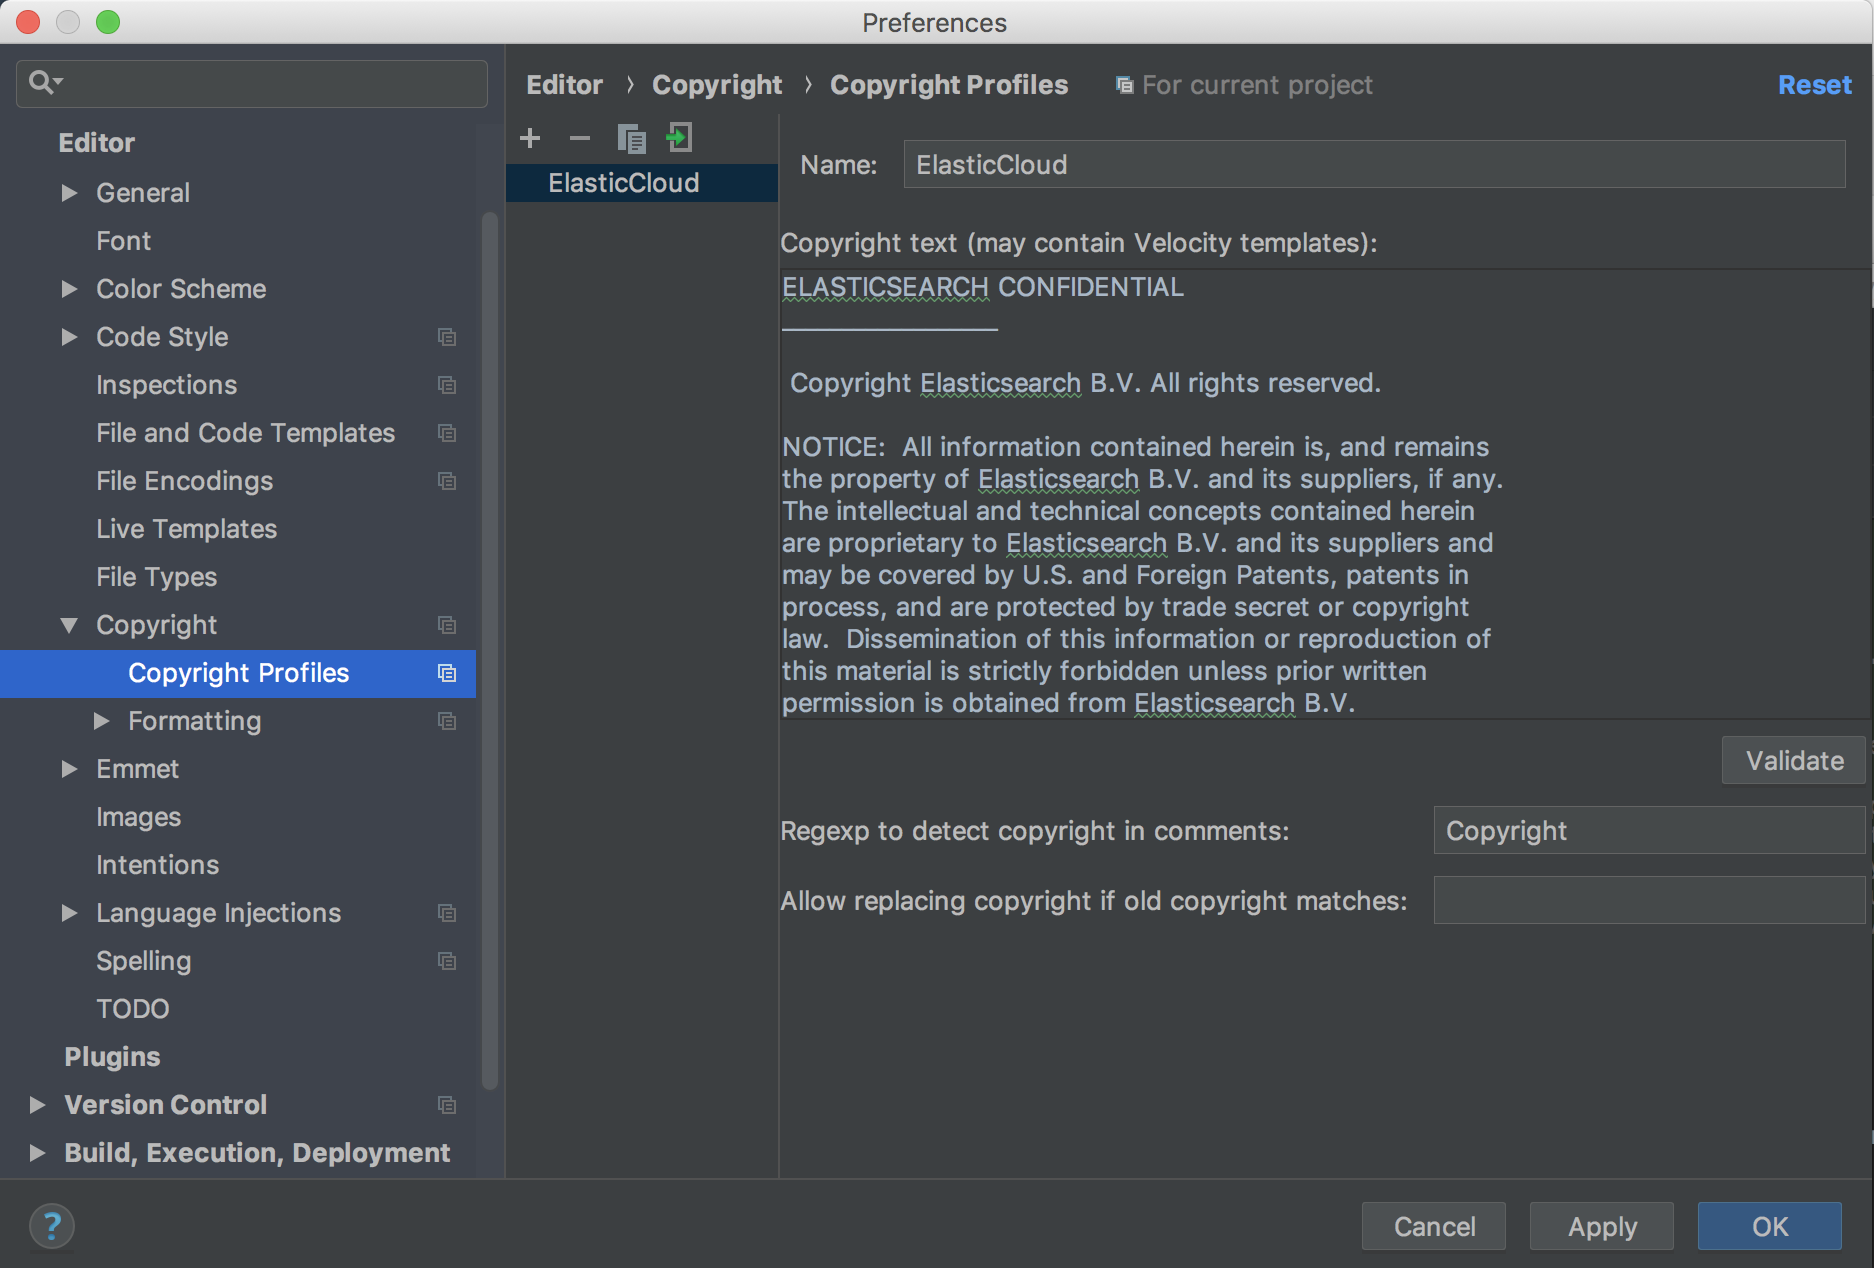 Preferences
Editor › Copyright › Copyright Profiles For current project Reset
Editor
General
Font
Color Scheme
Code Style
Inspections
File and Code Templates
File Encodings
Live Templates
File Types
Copyright
Copyright Profiles
Formatting
Emmet
Images
Intentions
Language Injections
Spelling
TODO
Plugins
Version Control
Build, Execution, Deployment
ElasticCloud
Name: ElasticCloud
Copyright text (may contain Velocity templates):
ELASTICSEARCH CONFIDENTIAL
__________________
Copyright Elasticsearch B.V. All rights reserved.
NOTICE:  All information contained herein is, and remains
the property of Elasticsearch B.V. and its suppliers, if any.
The intellectual and technical concepts contained herein
are proprietary to Elasticsearch B.V. and its suppliers and
may be covered by U.S. and Foreign Patents, patents in
process, and are protected by trade secret or copyright
law.  Dissemination of this information or reproduction of
this material is strictly forbidden unless prior written
permission is obtained from Elasticsearch B.V.
Validate
Regexp to detect copyright in comments: Copyright
Allow replacing copyright if old copyright matches:
?
Cancel Apply OK